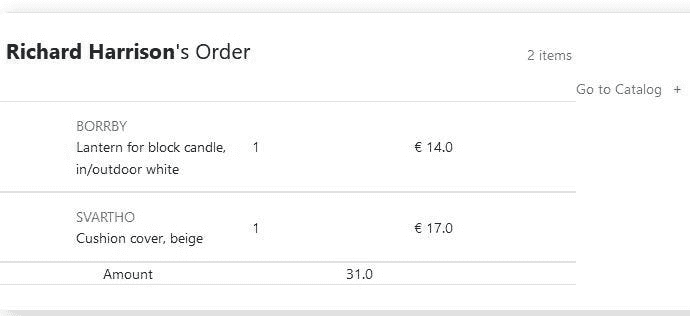 Richard Harrison's Order
2 items
Go to Catalog +
BORRBY
Lantern for block candle, 1 € 14.0
in/outdoor white
SVARTHO
Cushion cover, beige 1 € 17.0
Amount 31.0